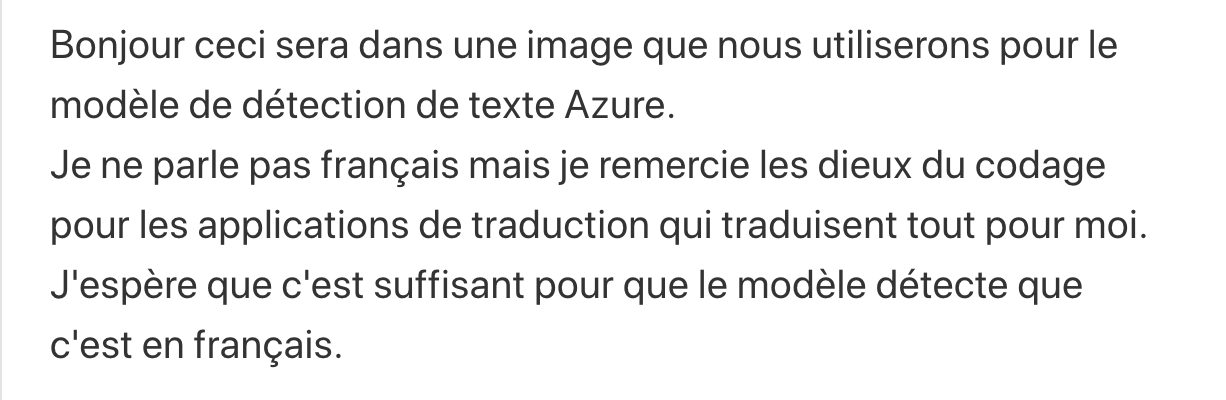 Bonjour ceci sera dans une image que nous utiliserons pour le
modèle de détection de texte Azure.
Je ne parle pas français mais je remercie les dieux du codage
pour les applications de traduction qui traduisent tout pour moi.
J'espère que c'est suffisant pour que le modèle détecte que
c'est en français.